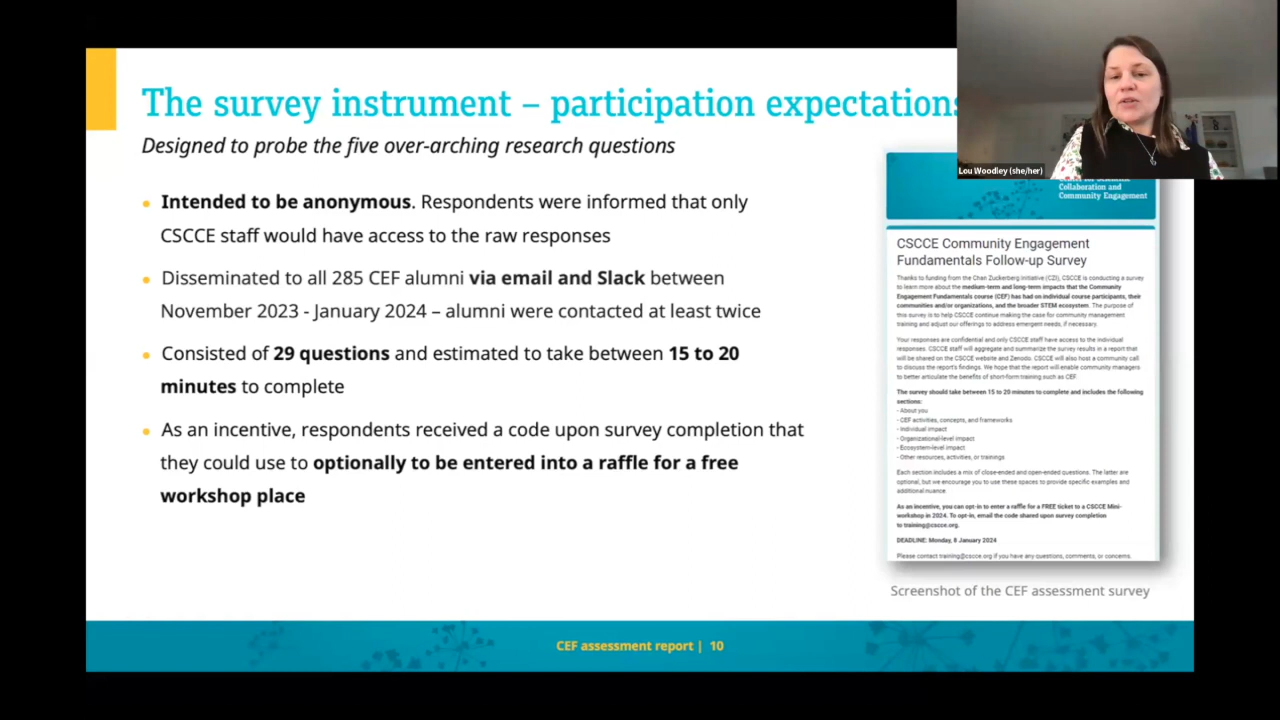 The survey instrument – participation expectations
Designed to probe the five over-arching research questions
• Intended to be anonymous. Respondents were informed that only
CSCCE staff would have access to the raw responses
• Disseminated to all 285 CEF alumni via email and Slack between
November 2023 - January 2024 – alumni were contacted at least twice
• Consisted of 29 questions and estimated to take between 15 to 20
minutes to complete
• As an incentive, respondents received a code upon survey completion that
they could use to optionally to be entered into a raffle for a free
workshop place
Lou Woodley (she/her)
Collaboration and
Community Engagement
CSCCE Community Engagement
Fundamentals Follow-up Survey
Thanks to funding from the Chan Zuckerberg Initiative (CZI), CSCCE is conducting a survey
to learn more about the medium-term and long-term impacts that the Community
Engagement Fundamentals course (CEF) has had on individual course participants, their
communities and/or organizations, and the broader STEM ecosystem. The purpose of
this survey is to help CSCCE continue making the case for community management
training and adjust our offerings to address emergent needs, if necessary.
Your responses are confidential and only CSCCE staff have access to the individual
responses. CSCCE staff will aggregate and summarize the survey results in a report that
will be shared on the CSCCE website and Zenodo. CSCCE will also host a community call
to discuss the report's findings. We hope that the report will enable community managers
to better articulate the benefits of short-form training such as CEF.
The survey should take between 15 to 20 minutes to complete and includes the following
sections:
- About you
- CEF activities, concepts, and frameworks
- Individual impact
- Organizational-level impact
- Ecosystem-level impact
- Other resources, activities, or trainings
Each section includes a mix of close-ended and open-ended questions. The latter are
optional, but we encourage you to use these spaces to provide specific examples and
additional nuance
As an incentive, you can opt-in to enter a raffle for a FREE ticket to a CSCCE Mini-
workshop in 2024. To opt-in, email the code shared upon survey completion
to training@cscce.org.
DEADLINE: Monday, 8 January 2024
Please contact training@cscce.org if you have any questions, comments, or concerns.
Screenshot of the CEF assessment survey
CEF assessment report | 10